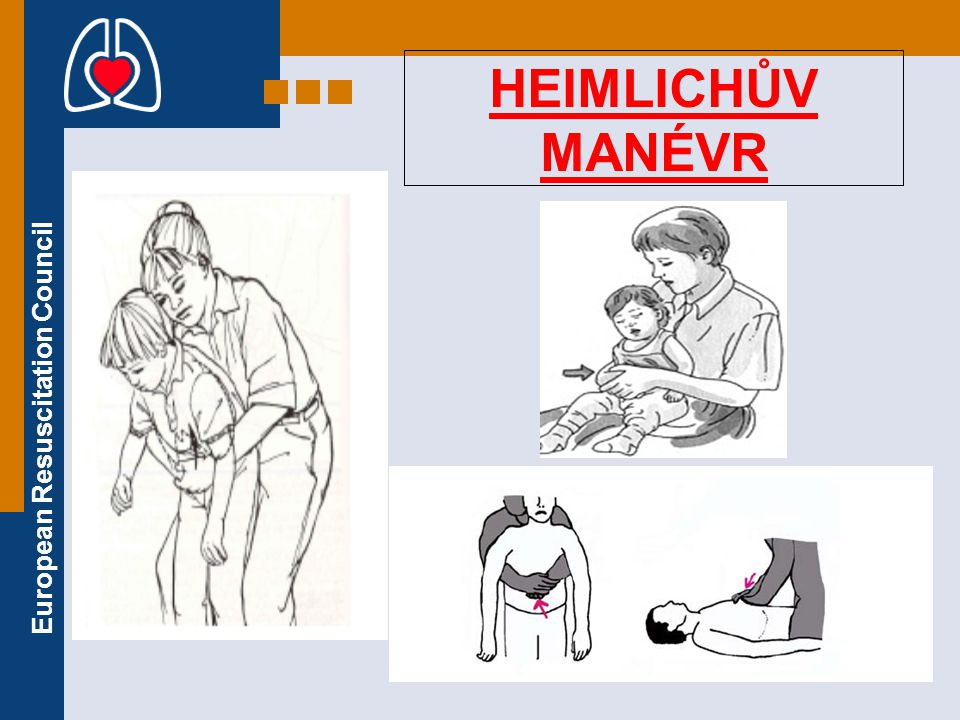 HEIMLICHŮV
MANÉVR
European Resuscitation Council